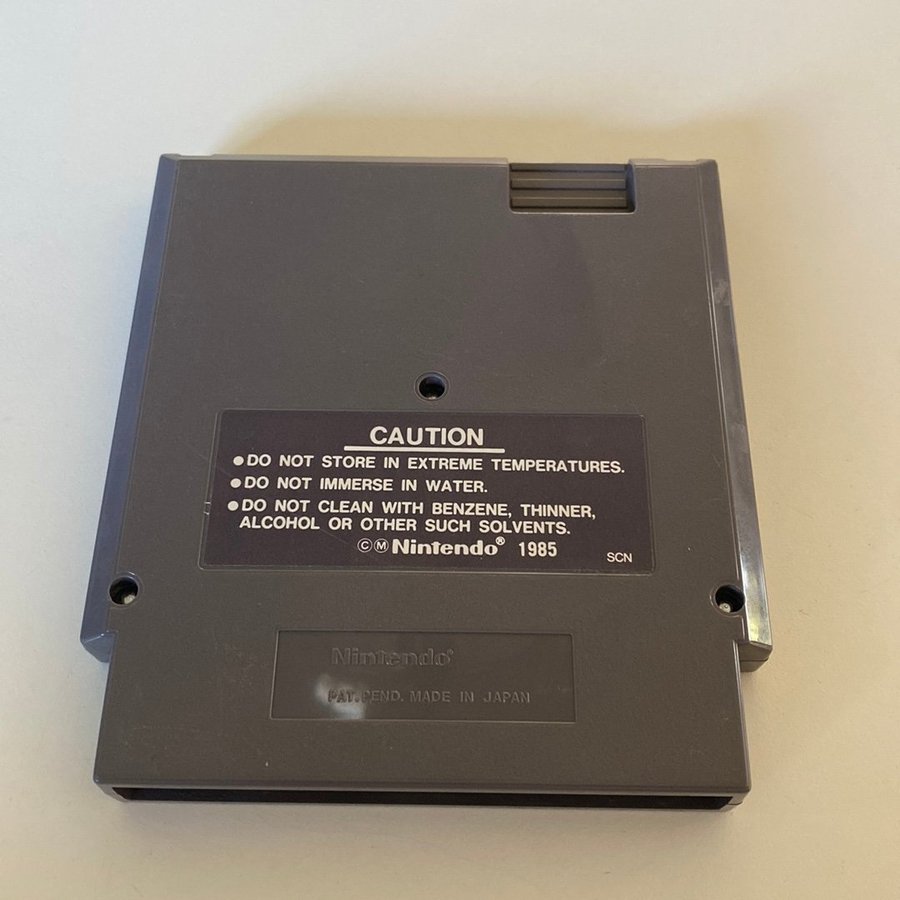 CAUTION
●DO NOT STORE IN EXTREME TEMPERATURES.
●DO NOT IMMERSE IN WATER.
●DO NOT CLEAN WITH BENZENE, THINNER,
ALCOHOL OR OTHER SUCH SOLVENTS.
ⒸⓂNintendo® 1985
SCN
Nintendo®
PAT. PEND. MADE IN JAPAN